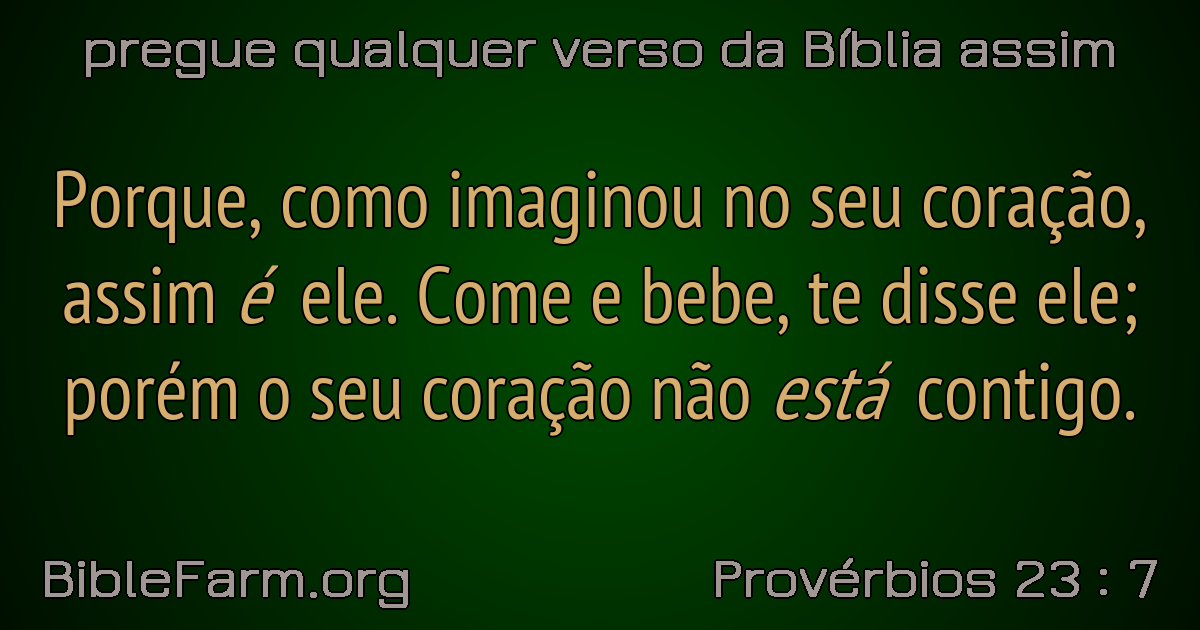 pregue qualquer verso da Bíblia assim
Porque, como imaginou no seu coração,
assim é ele. Come e bebe, te disse ele;
porém o seu coração não está contigo.
BibleFarm.org
Provérbios 23 : 7